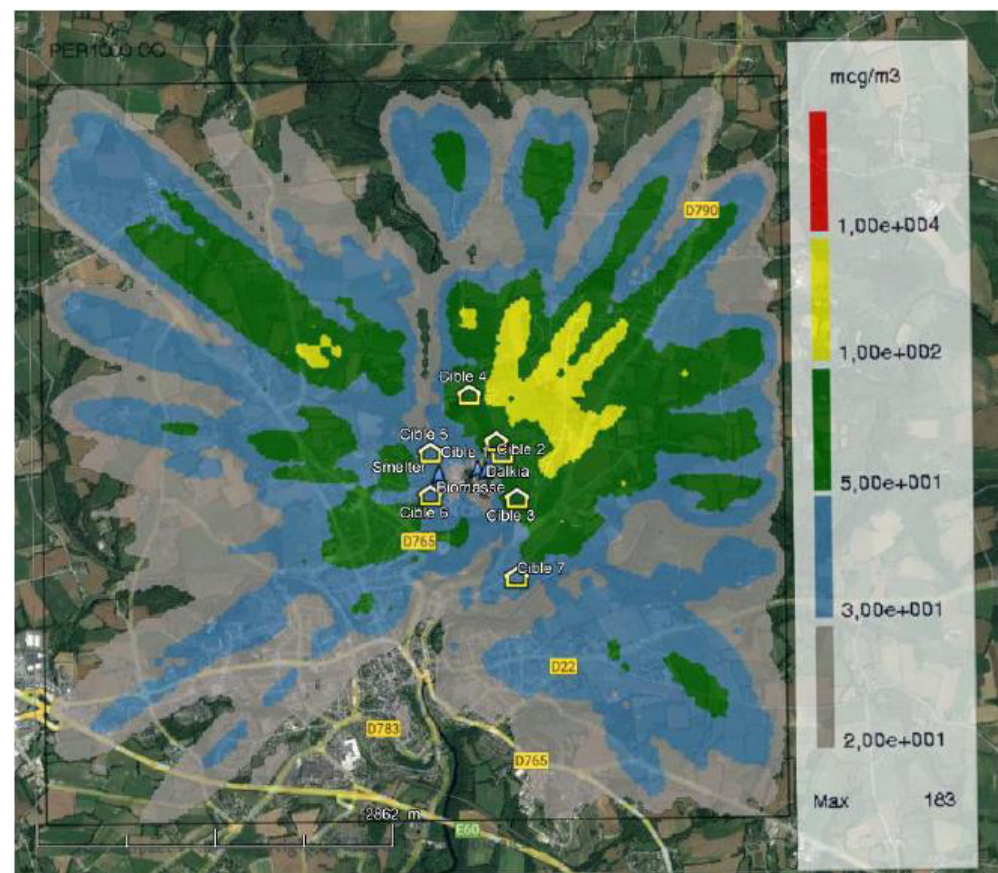 PER1000 CO
mcg/m3
1,00e+004
D790
1,00e+002
Cible 4
Cible 5
Cible 1
Cible 2
Smelter
Dalkia
5,00e+001
Biomasse
Cible 6
Cible 3
D765
Cible 7
3,00e+001
D22
D783
2,00e+001
D765
Max 183
2862 m
E60